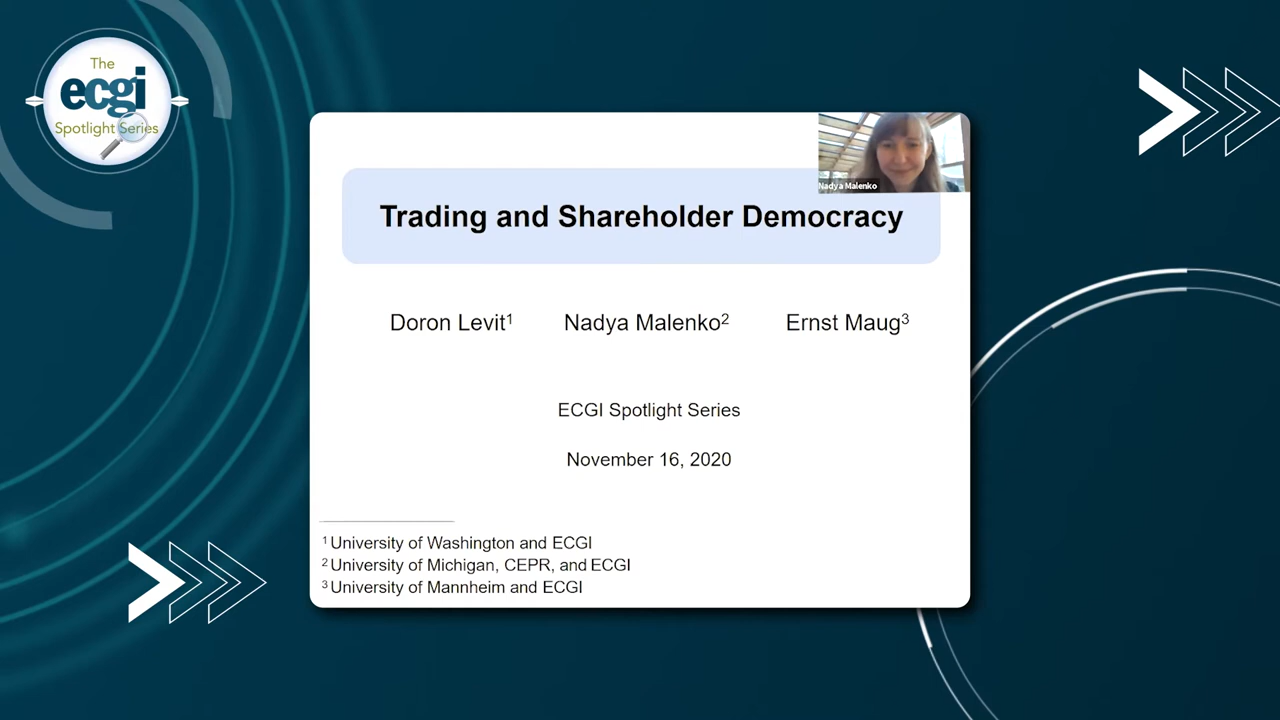 The
ecgi
Spotlight Series
Nadya Malenko
Trading and Shareholder Democracy
Doron Levit¹ Nadya Malenko² Ernst Maug³
ECGI Spotlight Series
November 16, 2020
¹ University of Washington and ECGI
² University of Michigan, CEPR, and ECGI
³ University of Mannheim and ECGI